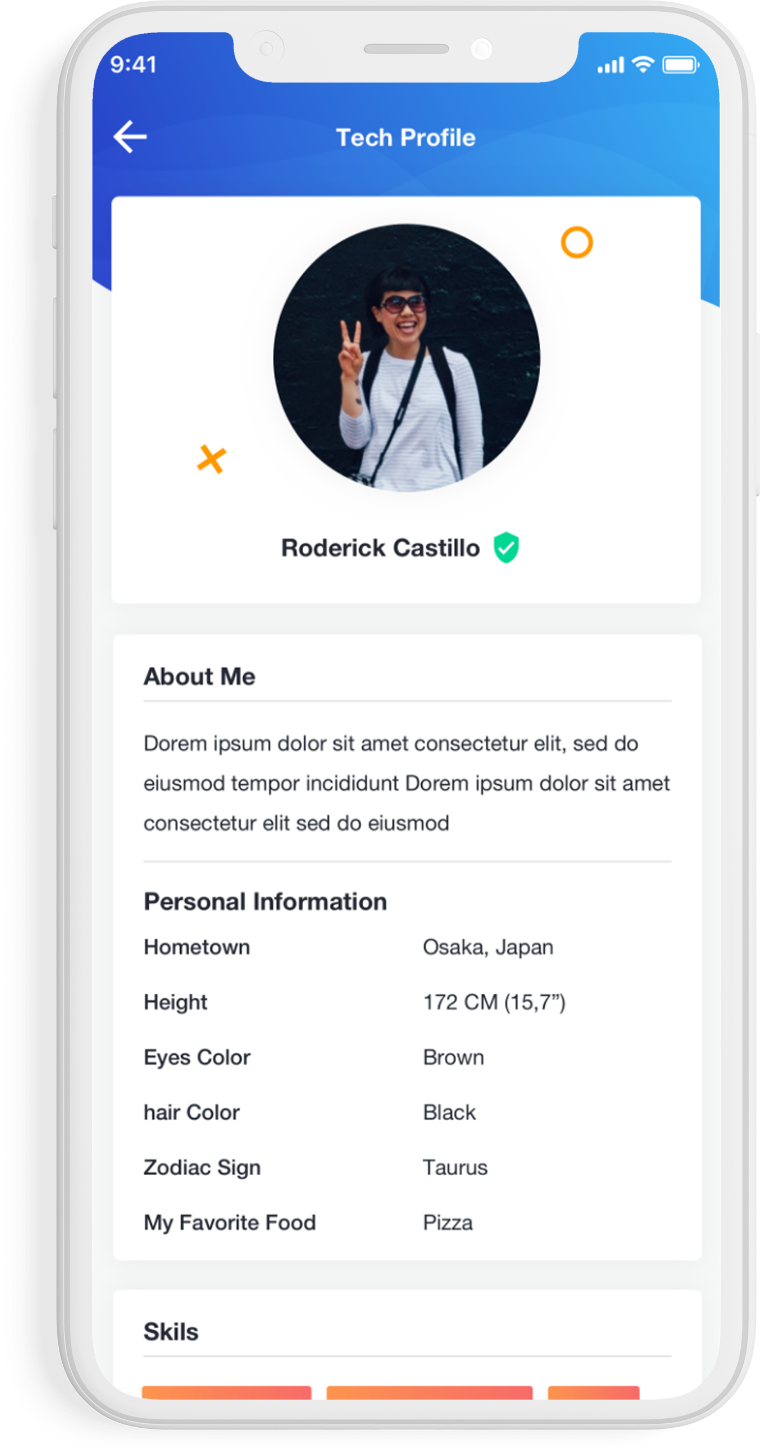 9:41
Tech Profile
Roderick Castillo
About Me
Dorem ipsum dolor sit amet consectetur elit, sed do
eiusmod tempor incididunt Dorem ipsum dolor sit amet
consectetur elit sed do eiusmod
Personal Information
Hometown Osaka, Japan
Height 172 CM (15,7”)
Eyes Color Brown
hair Color Black
Zodiac Sign Taurus
My Favorite Food Pizza
Skils